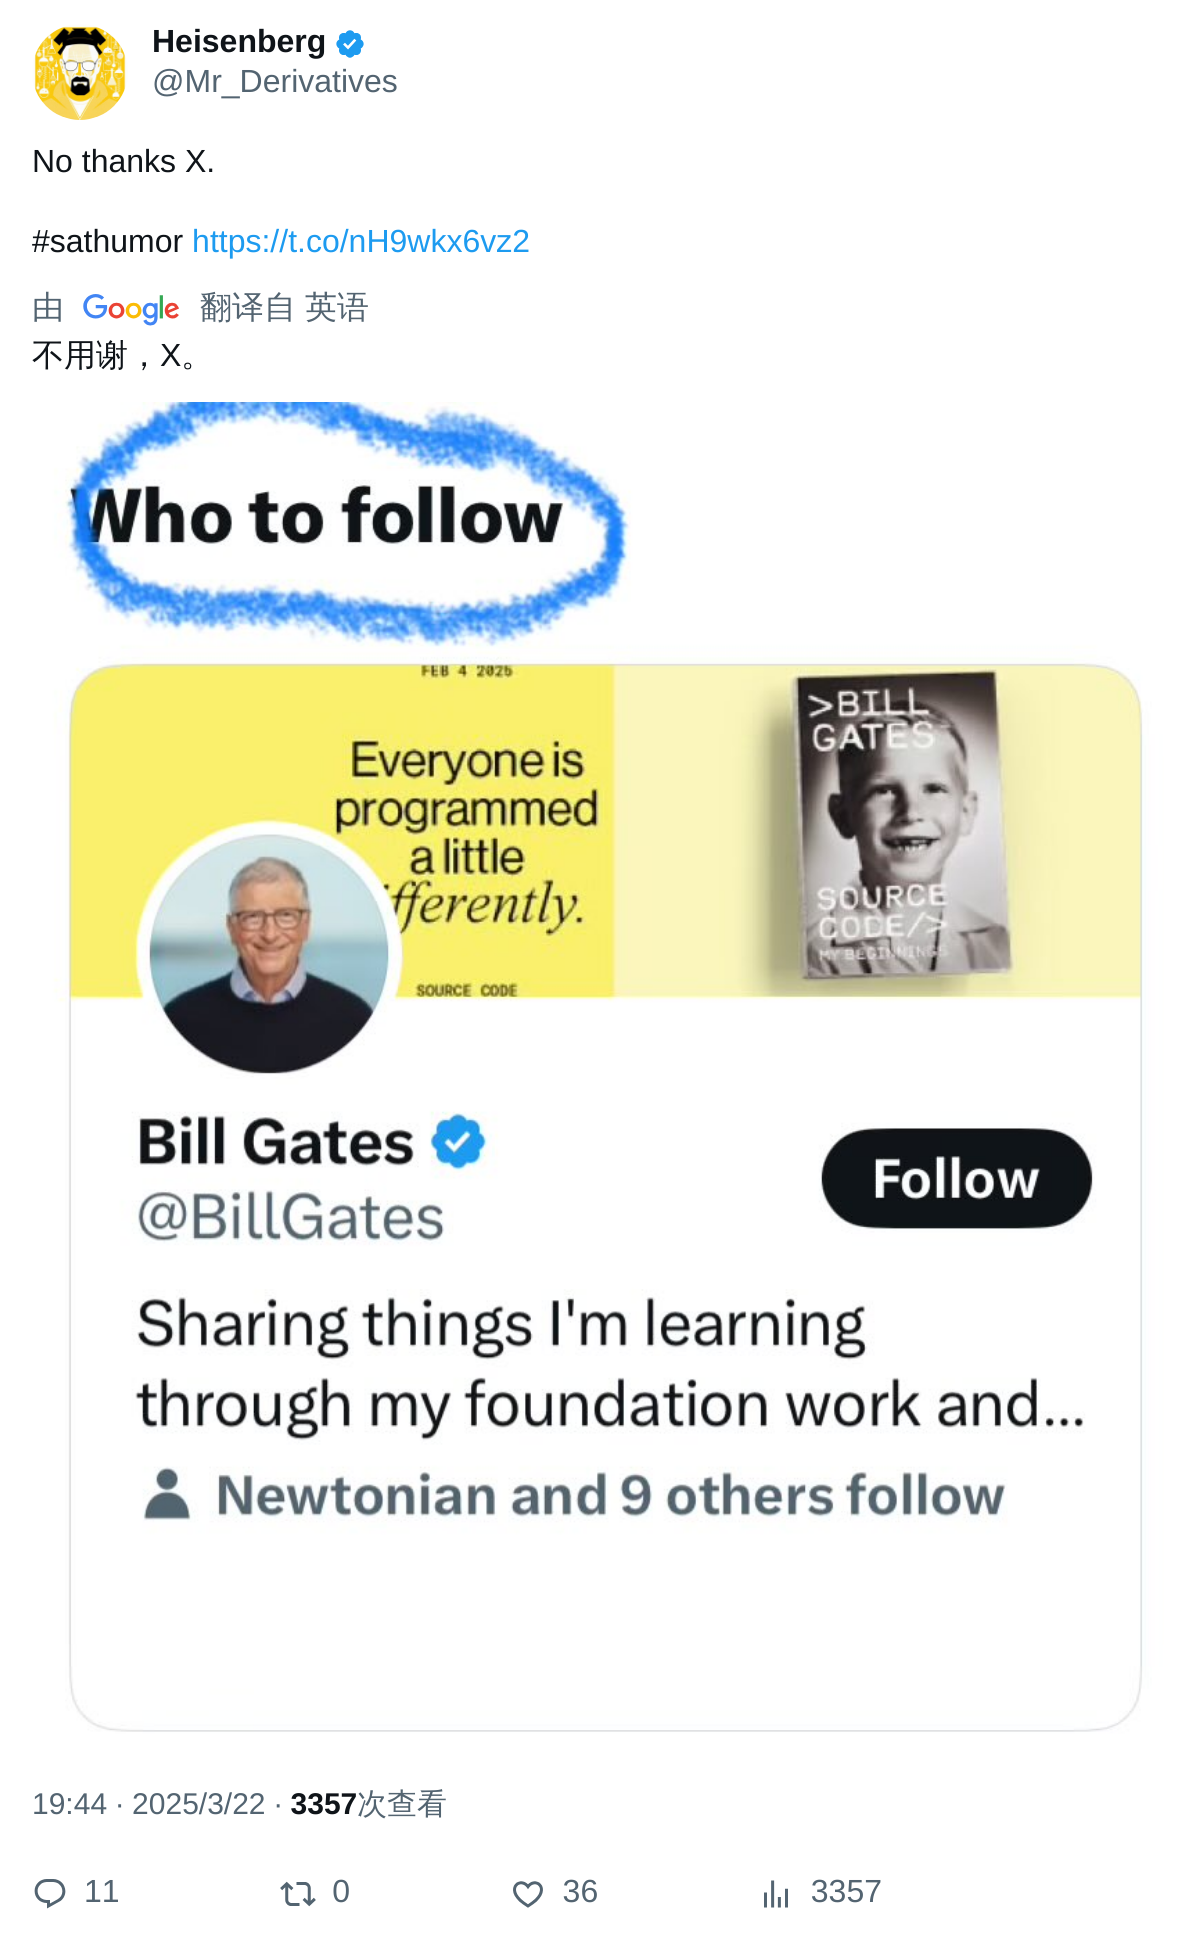 Heisenberg
@Mr_Derivatives
No thanks X.
#sathumor https://t.co/nH9wkx6vz2
由 Google 翻译自 英语
不用谢，X。
Who to follow
FEB 4 2025
Everyone is
programmed
a little
fferently.
SOURCE CODE
>BILL
GATES
SOURCE
CODE/>
MY BEGINNINGS
Bill Gates
@BillGates
Follow
Sharing things I'm learning
through my foundation work and...
Newtonian and 9 others follow
19:44 · 2025/3/22 · 3357次查看
11 0 36 3357